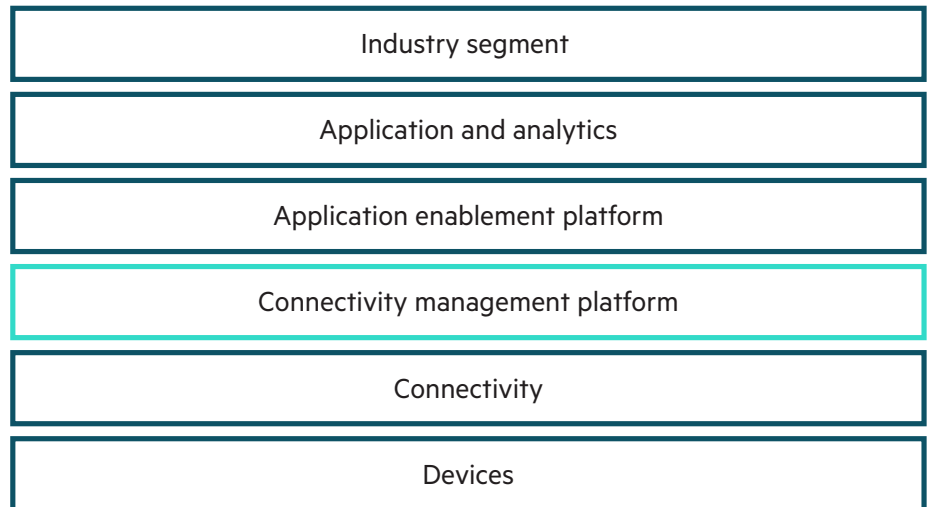 Industry segment
Application and analytics
Application enablement platform
Connectivity management platform
Connectivity
Devices